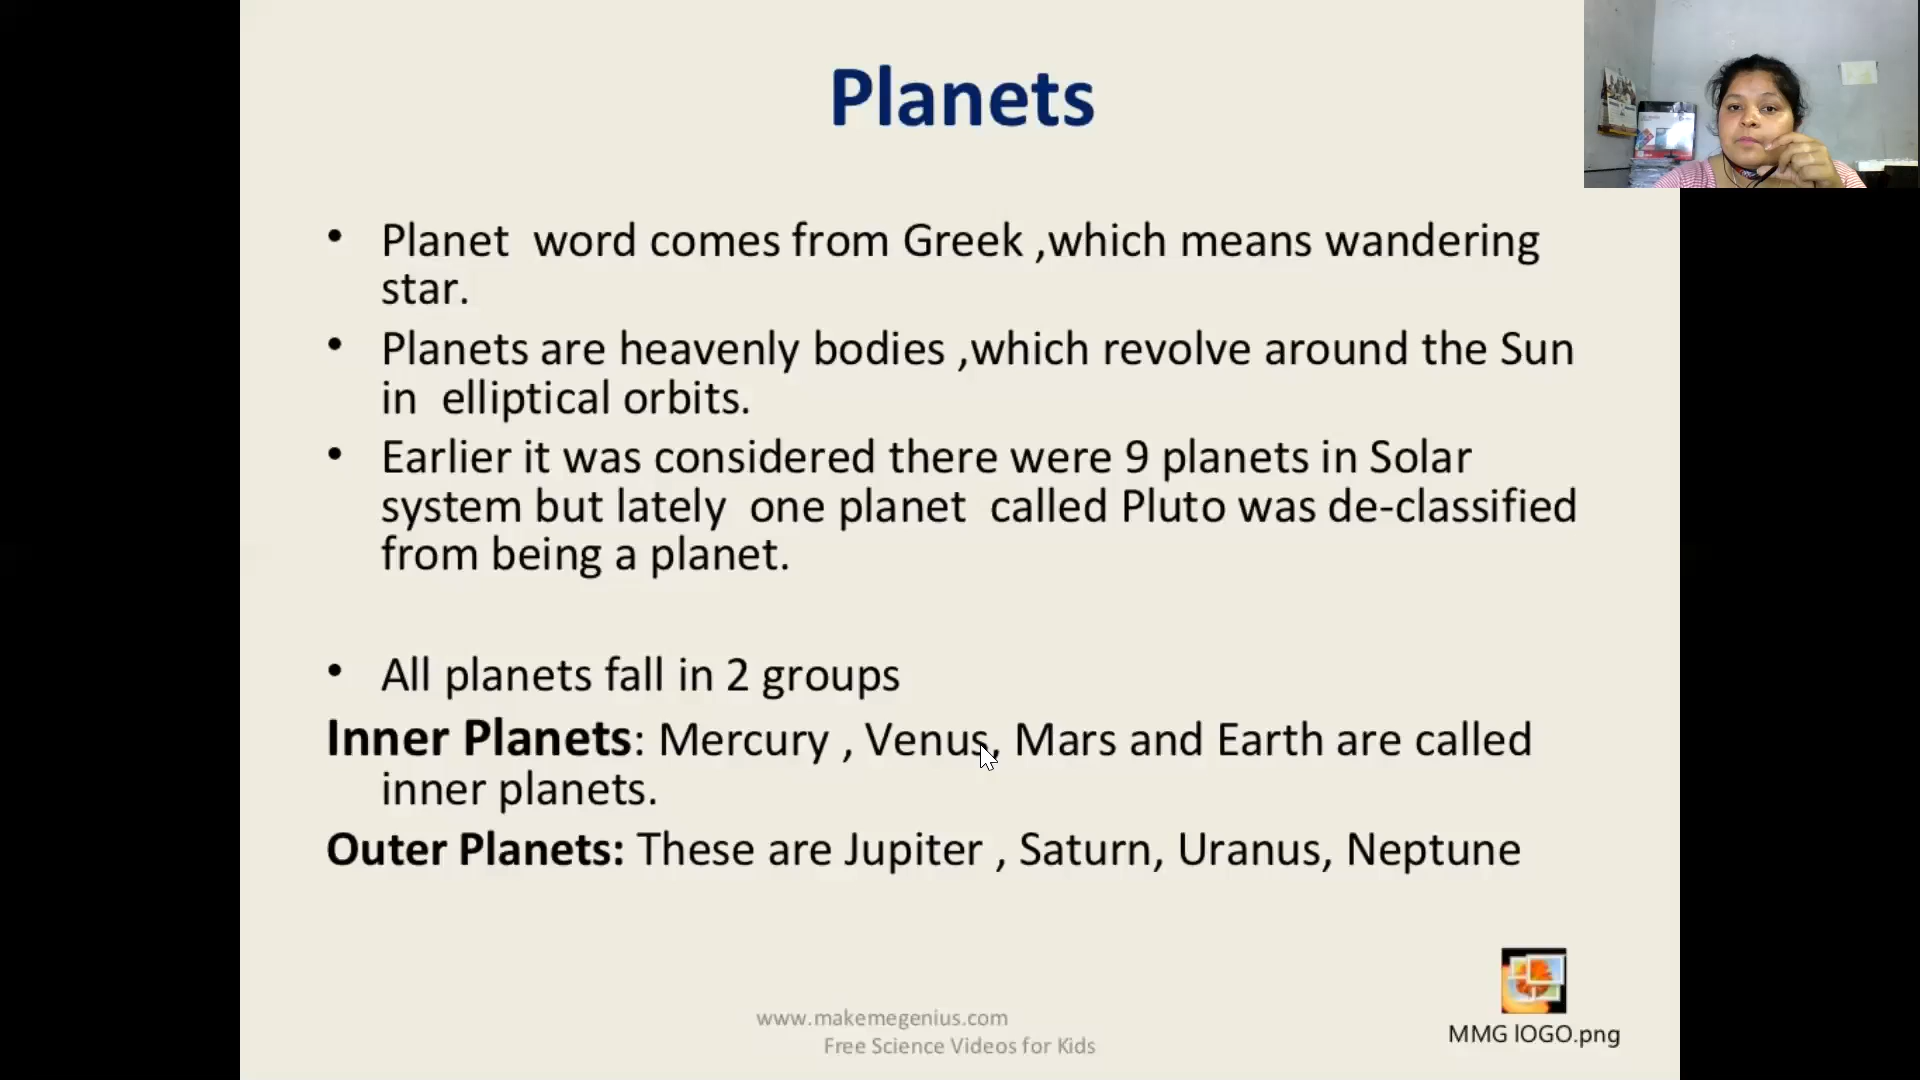 Planets
• Planet word comes from Greek ,which means wandering
star.
• Planets are heavenly bodies ,which revolve around the Sun
in elliptical orbits.
• Earlier it was considered there were 9 planets in Solar
system but lately one planet called Pluto was de-classified
from being a planet.
• All planets fall in 2 groups
Inner Planets: Mercury , Venus, Mars and Earth are called
inner planets.
Outer Planets: These are Jupiter , Saturn, Uranus, Neptune
www.makemegenius.com
Free Science Videos for Kids
MMG lOGO.png